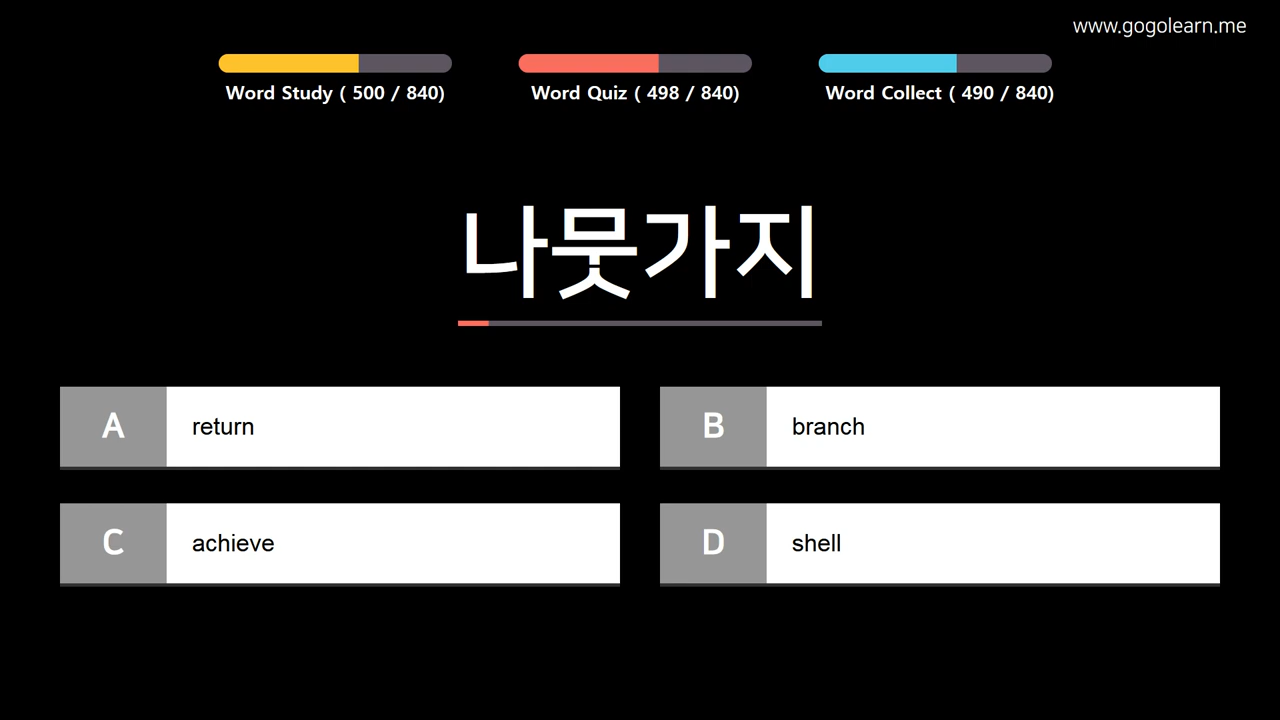 www.gogolearn.me
Word Study ( 500 / 840)
Word Quiz ( 498 / 840)
Word Collect ( 490 / 840)
나뭇가지
A
return
B
branch
C
achieve
D
shell